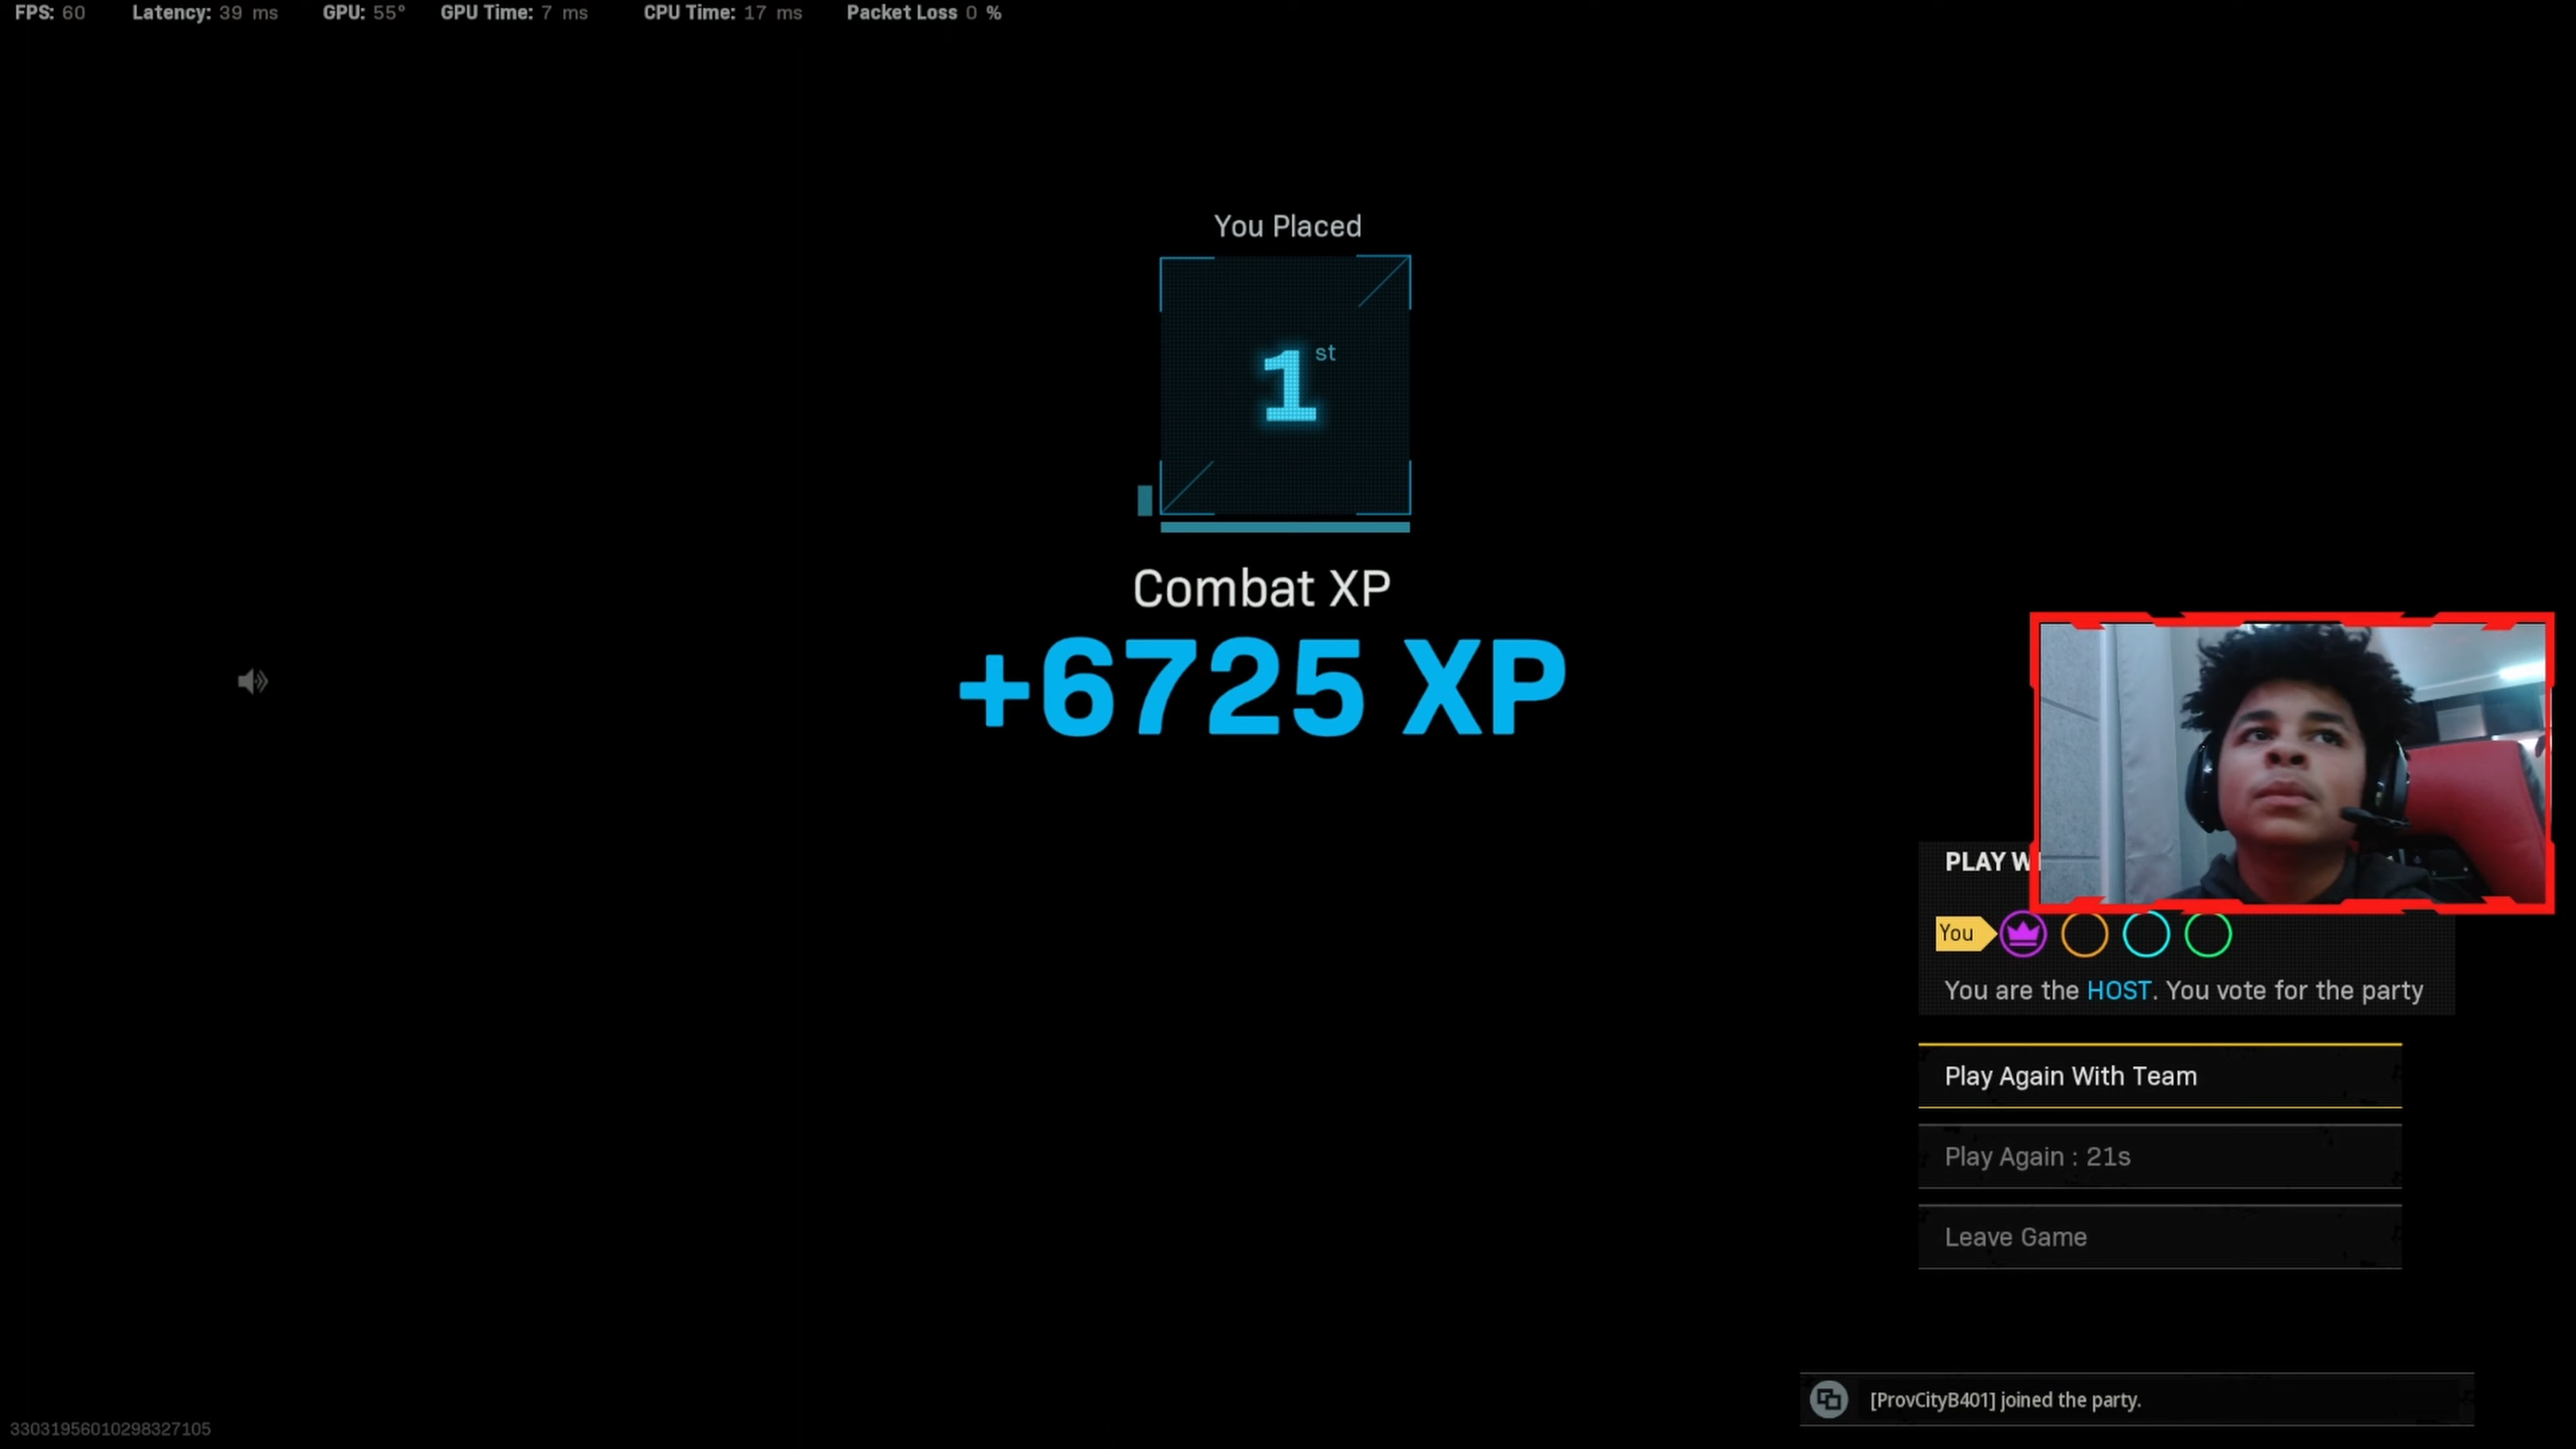 FPS: 60 Latency: 39 ms GPU: 55° GPU Time: 7 ms CPU Time: 17 ms Packet Loss 0 %
You Placed
1st
Combat XP
+6725 XP
PLAY W
You
You are the HOST. You vote for the party
Play Again With Team
Play Again : 21s
Leave Game
[ProvCityB401] joined the party.
33031956010298327105